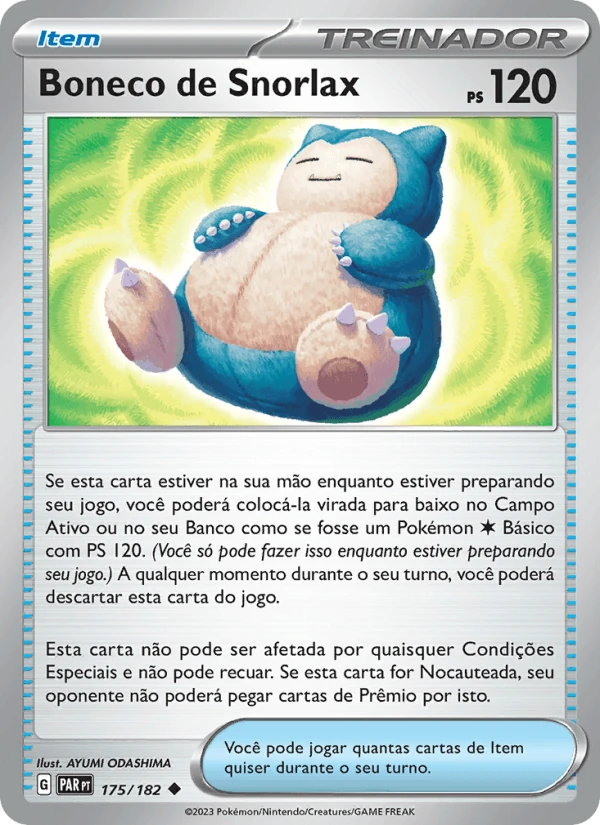 Item
TREINADOR
Boneco de Snorlax
PS 120
Se esta carta estiver na sua mão enquanto estiver preparando
seu jogo, você poderá colocá-la virada para baixo no Campo
Ativo ou no seu Banco como se fosse um Pokémon Básico
com PS 120. (Você só pode fazer isso enquanto estiver preparando
seu jogo.) A qualquer momento durante o seu turno, você poderá
descartar esta carta do jogo.
Esta carta não pode ser afetada por quaisquer Condições
Especiais e não pode recuar. Se esta carta for Nocauteada, seu
oponente não poderá pegar cartas de Prêmio por isto.
Você pode jogar quantas cartas de Item
quiser durante o seu turno.
Ilust. AYUMI ODASHIMA
G PAR PT 175/182 ◆
©2023 Pokémon/Nintendo/Creatures/GAME FREAK